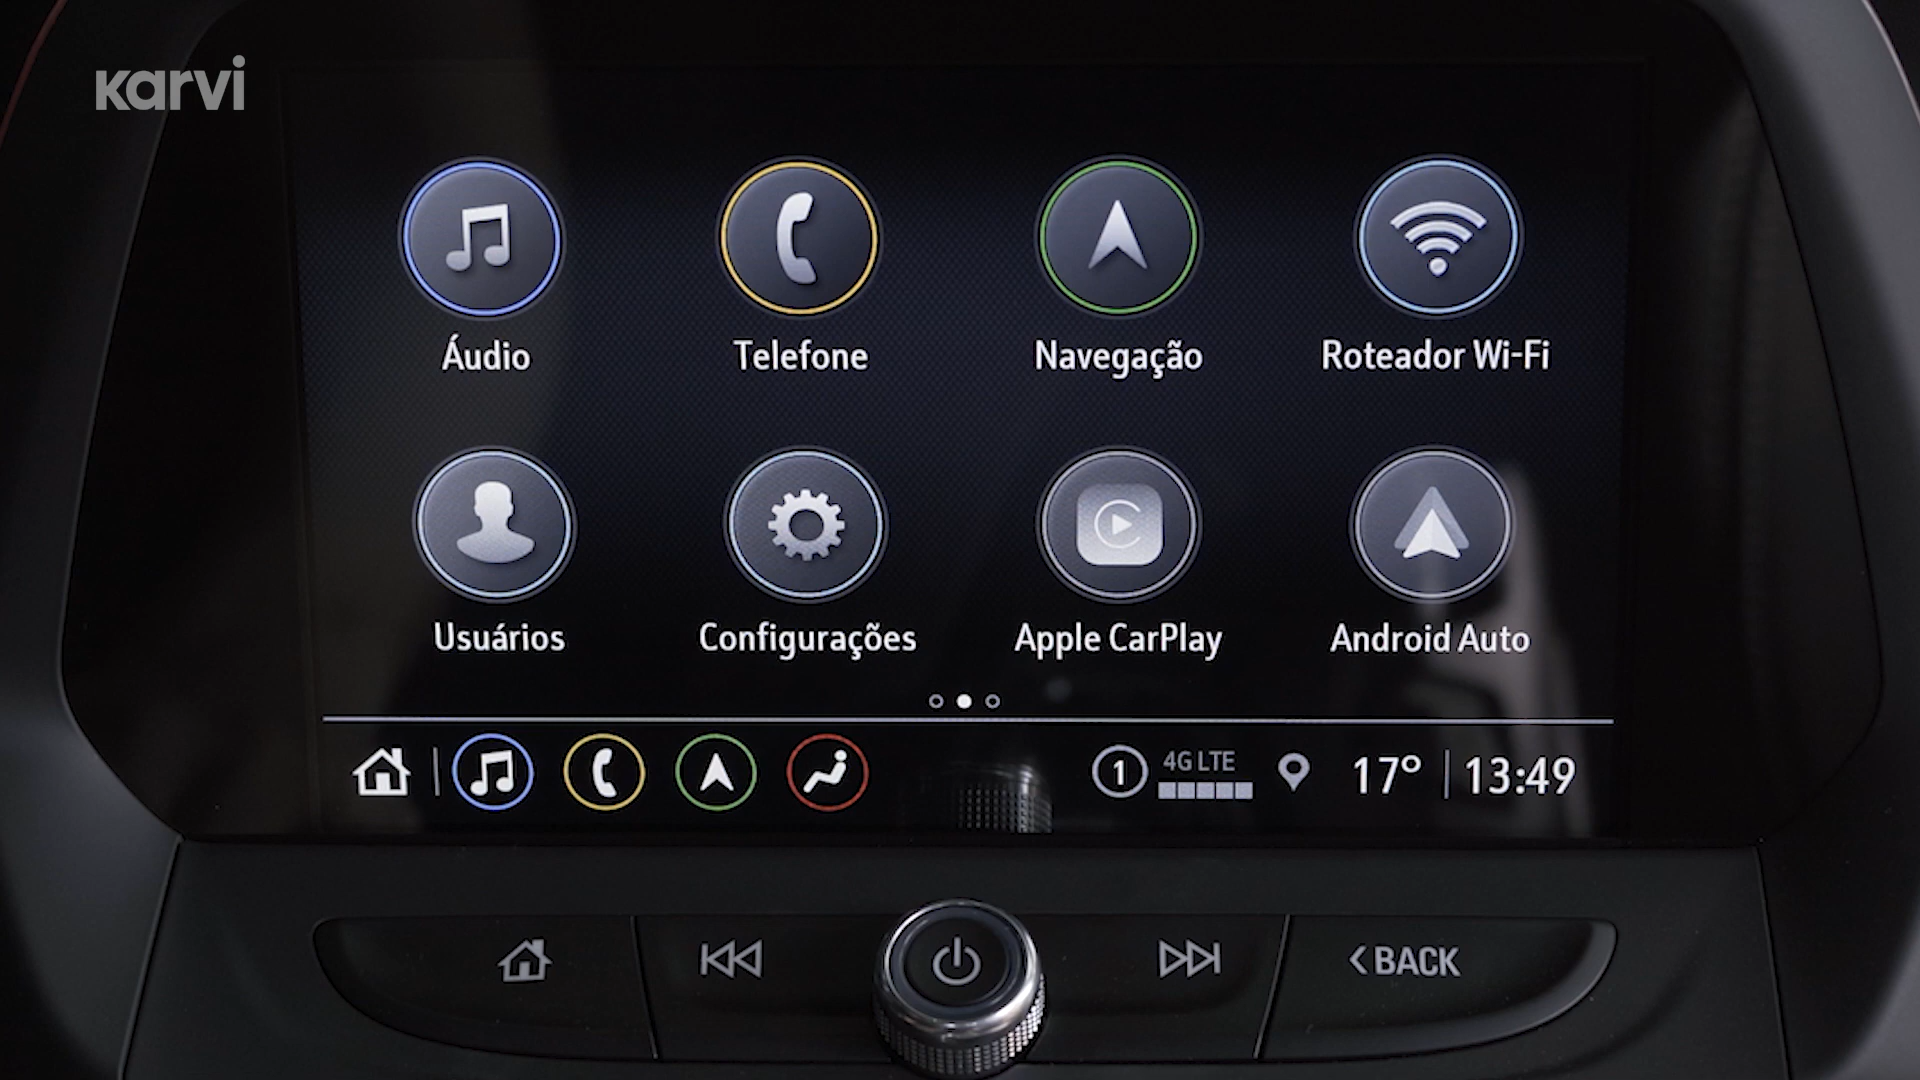 karvi
Áudio
Telefone
Navegação
Roteador Wi-Fi
Usuários
Configurações
Apple CarPlay
Android Auto
1
4G LTE
17°
13:49
<BACK